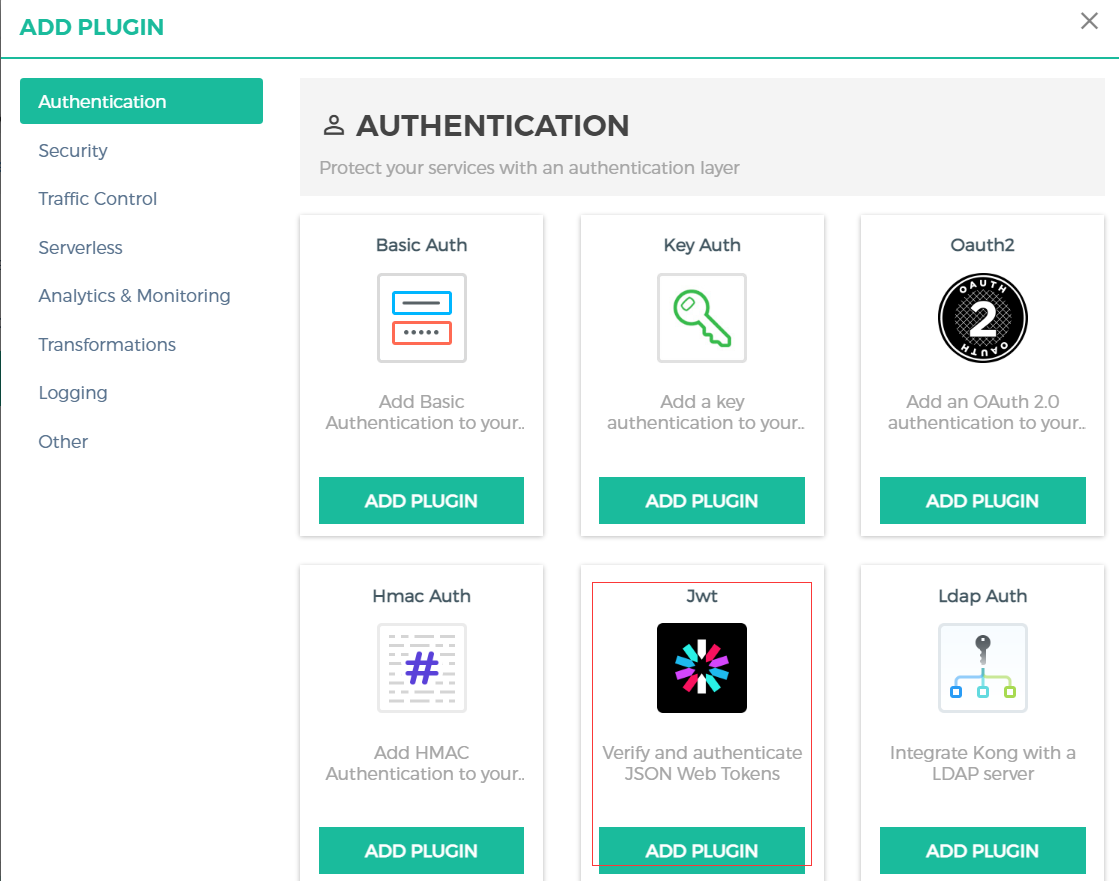 ADD PLUGIN
Authentication
Security
Traffic Control
Serverless
Analytics & Monitoring
Transformations
Logging
Other
AUTHENTICATION
Protect your services with an authentication layer
Basic Auth
Add Basic
Authentication to your..
ADD PLUGIN
Key Auth
Add a key
authentication to your..
ADD PLUGIN
Oauth2
OAUTH
2
OAUTH
Add an OAuth 2.0
authentication to your..
ADD PLUGIN
Hmac Auth
#
Add HMAC
Authentication to your..
ADD PLUGIN
Jwt
Verify and authenticate
JSON Web Tokens
ADD PLUGIN
Ldap Auth
Integrate Kong with a
LDAP server
ADD PLUGIN